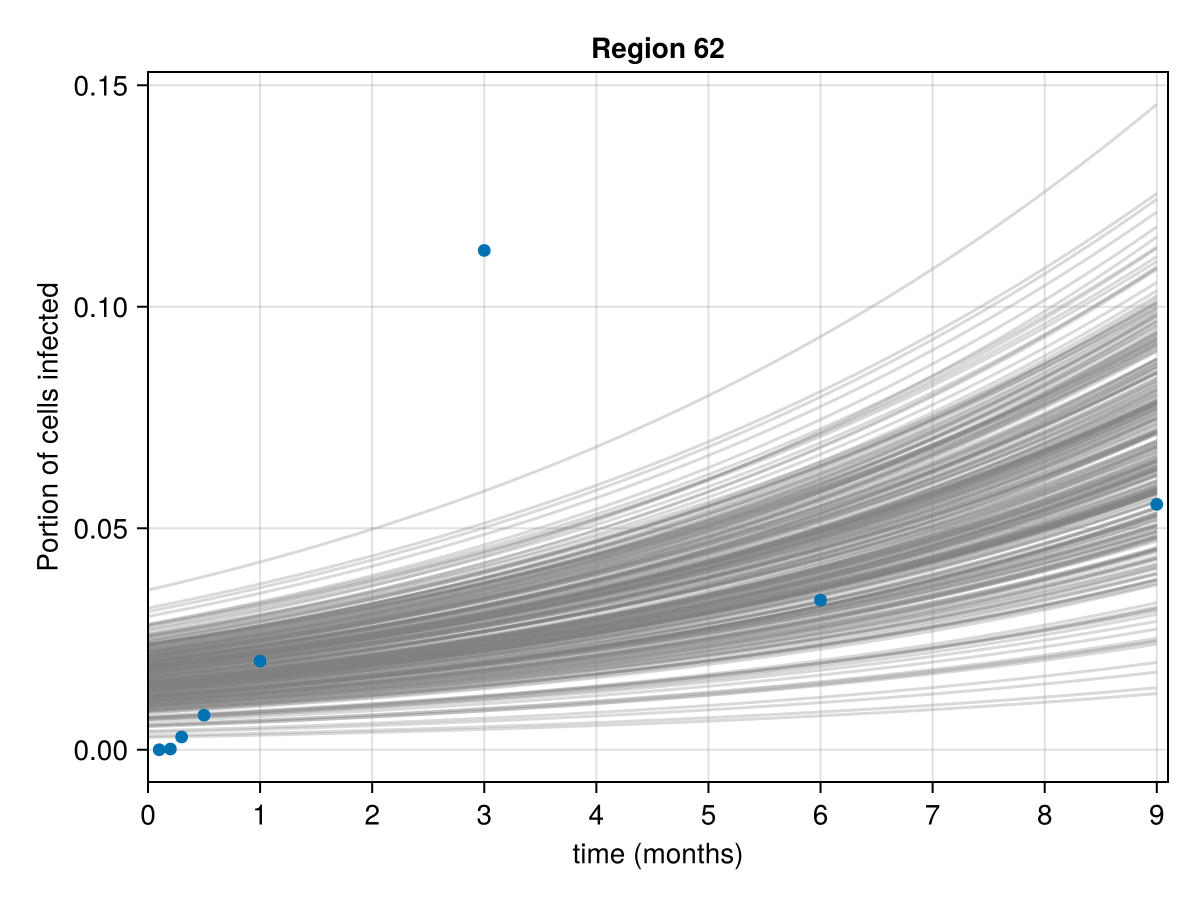 Region 62
0.15
0.10
0.05
0.00
Portion of cells infected
0 1 2 3 4 5 6 7 8 9
time (months)